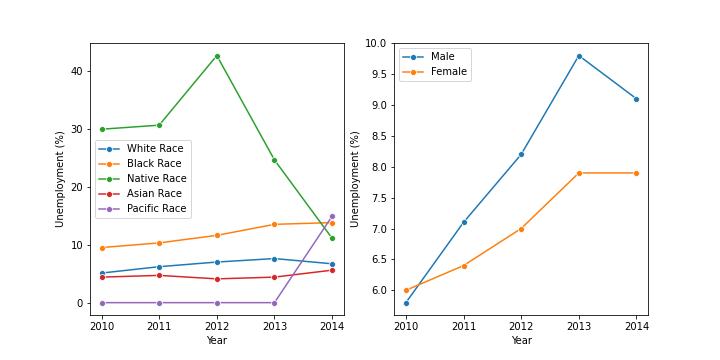 40
30
20
10
0
Unemployment (%)
White Race
Black Race
Native Race
Asian Race
Pacific Race
2010 2011 2012 2013 2014
Year
10.0
9.5
9.0
8.5
8.0
7.5
7.0
6.5
6.0
Unemployment (%)
Male
Female
2010 2011 2012 2013 2014
Year